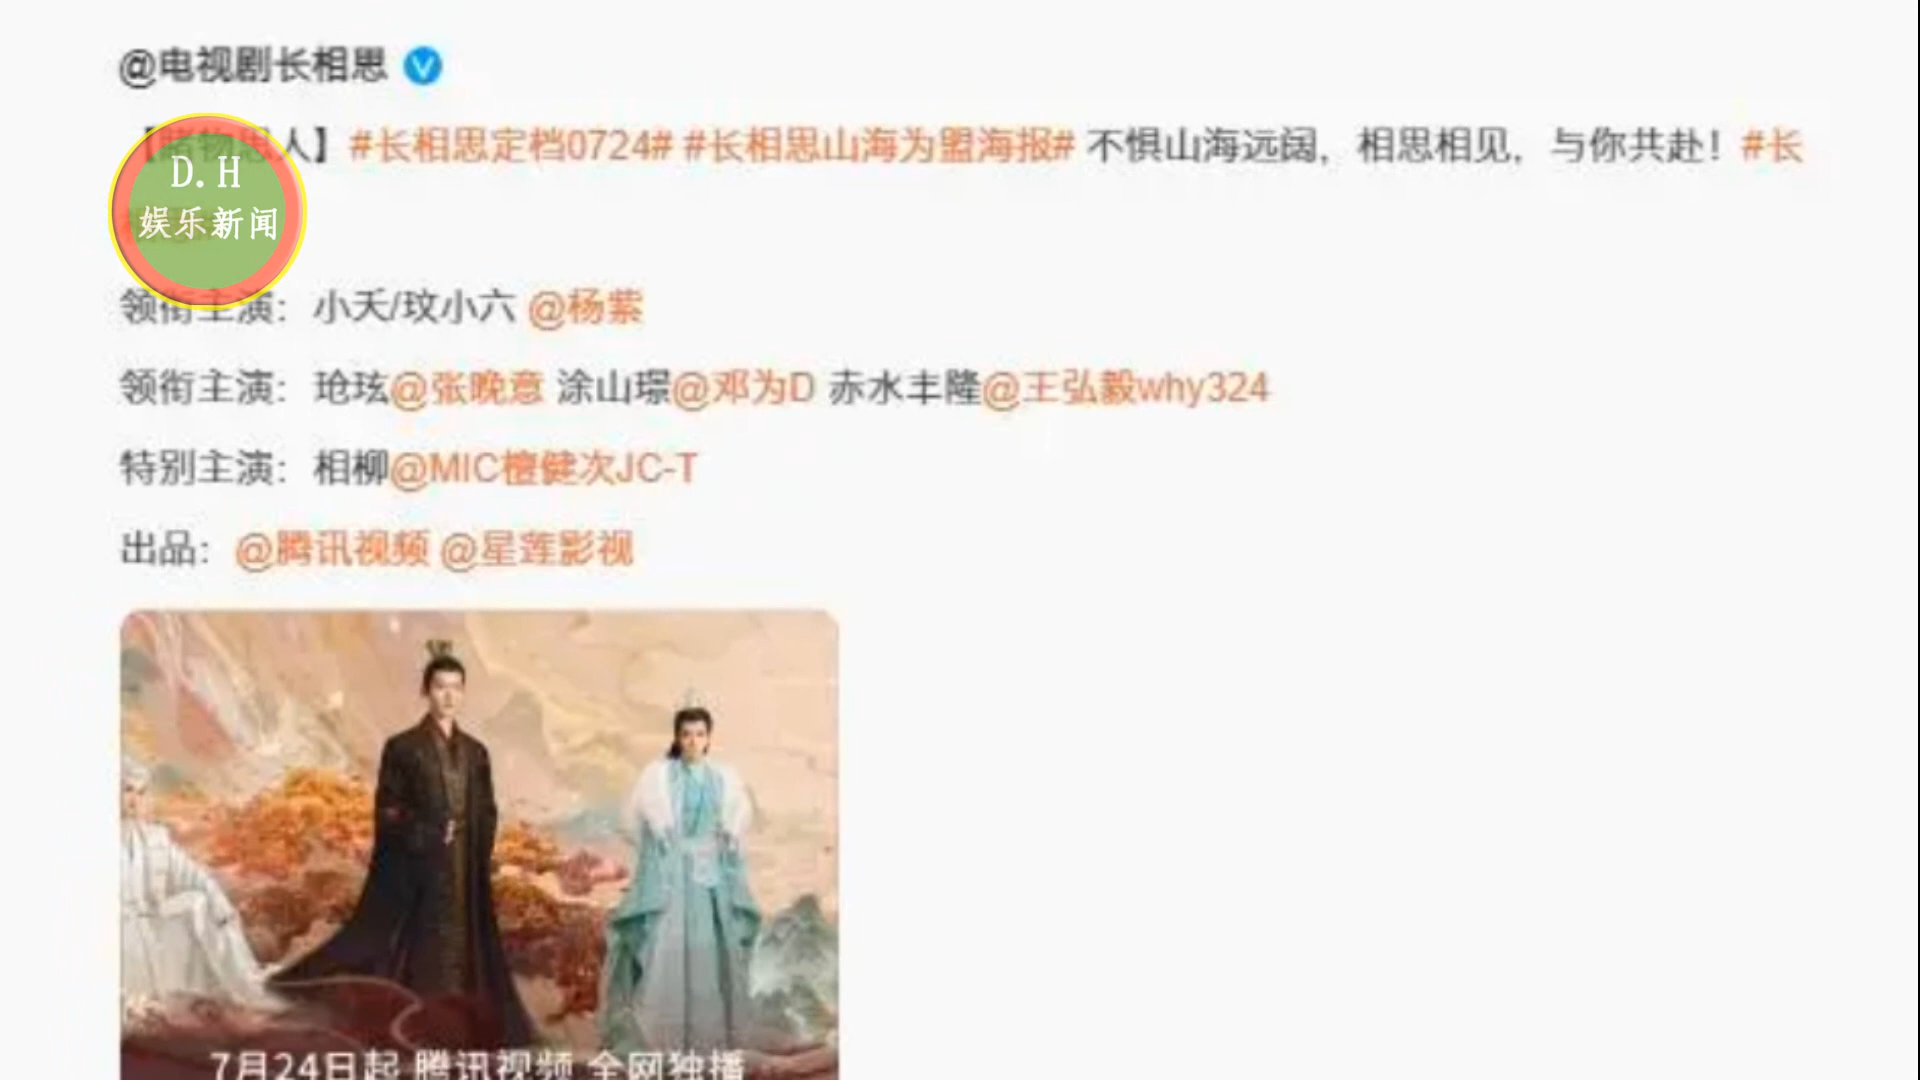 @电视剧长相思
人】#长相思定档0724# #长相思山海为盟海报# 不惧山海远阔，相思相见，与你共赴！#长
D.H
娱乐新闻
领衔主演：小夭/玟小六 @杨紫
领衔主演：玱玹@张晚意 涂山璟@邓为D 赤水丰隆@王弘毅why324
特别主演：相柳@MIC檀健次JC-T
出品：@腾讯视频 @星莲影视
7月24日起 腾讯视频 全网独播